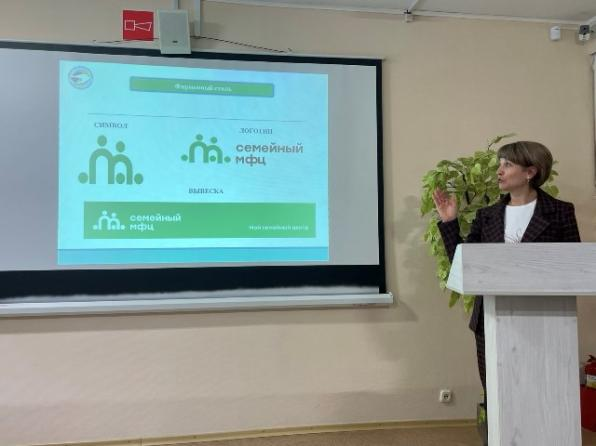 Фирменный стиль
СИМВОЛ
ЛОГОТИП
семейный
мфц
ВЫВЕСКА
семейный
мфц
Мой семейный центр